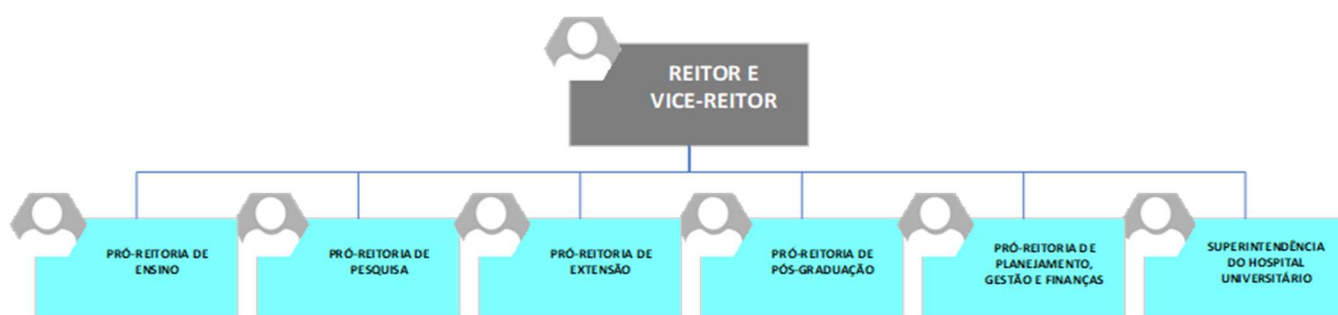 REITOR E
VICE-REITOR
PRÓ-REITORIA DE
ENSINO
PRÓ-REITORIA DE
PESQUISA
PRÓ-REITORIA DE
EXTENSÃO
PRÓ-REITORIA DE
PÓS-GRADUAÇÃO
PRÓ-REITORIA DE
PLANEJAMENTO,
GESTÃO E FINANÇAS
SUPERINTENDÊNCIA
DO HOSPITAL
UNIVERSITÁRIO